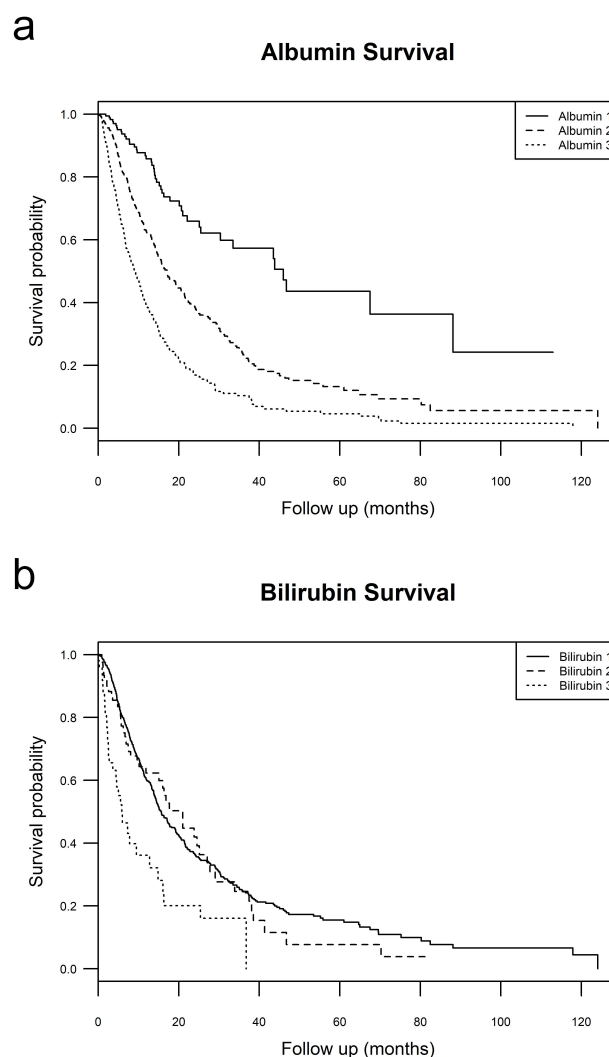 a
Albumin Survival
1.0
0.8
0.6
0.4
0.2
0.0
Survival probability
Albumin 1
Albumin 2
Albumin 3
0 20 40 60 80 100 120
Follow up (months)
b
Bilirubin Survival
1.0
0.8
0.6
0.4
0.2
0.0
Survival probability
Bilirubin 1
Bilirubin 2
Bilirubin 3
0 20 40 60 80 100 120
Follow up (months)